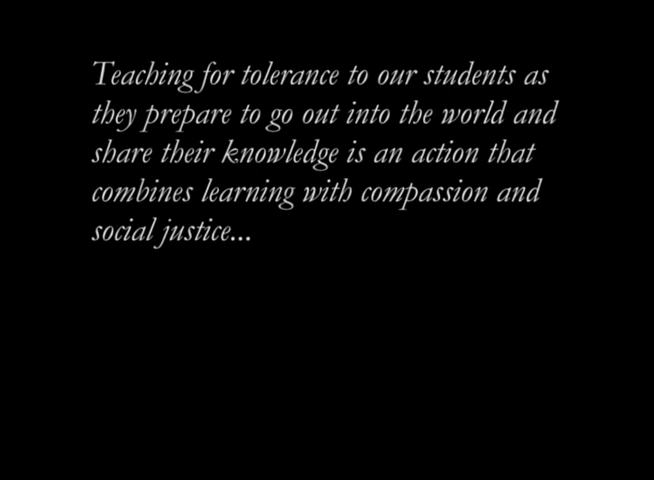 Teaching for tolerance to our students as
they prepare to go out into the world and
share their knowledge is an action that
combines learning with compassion and
social justice...